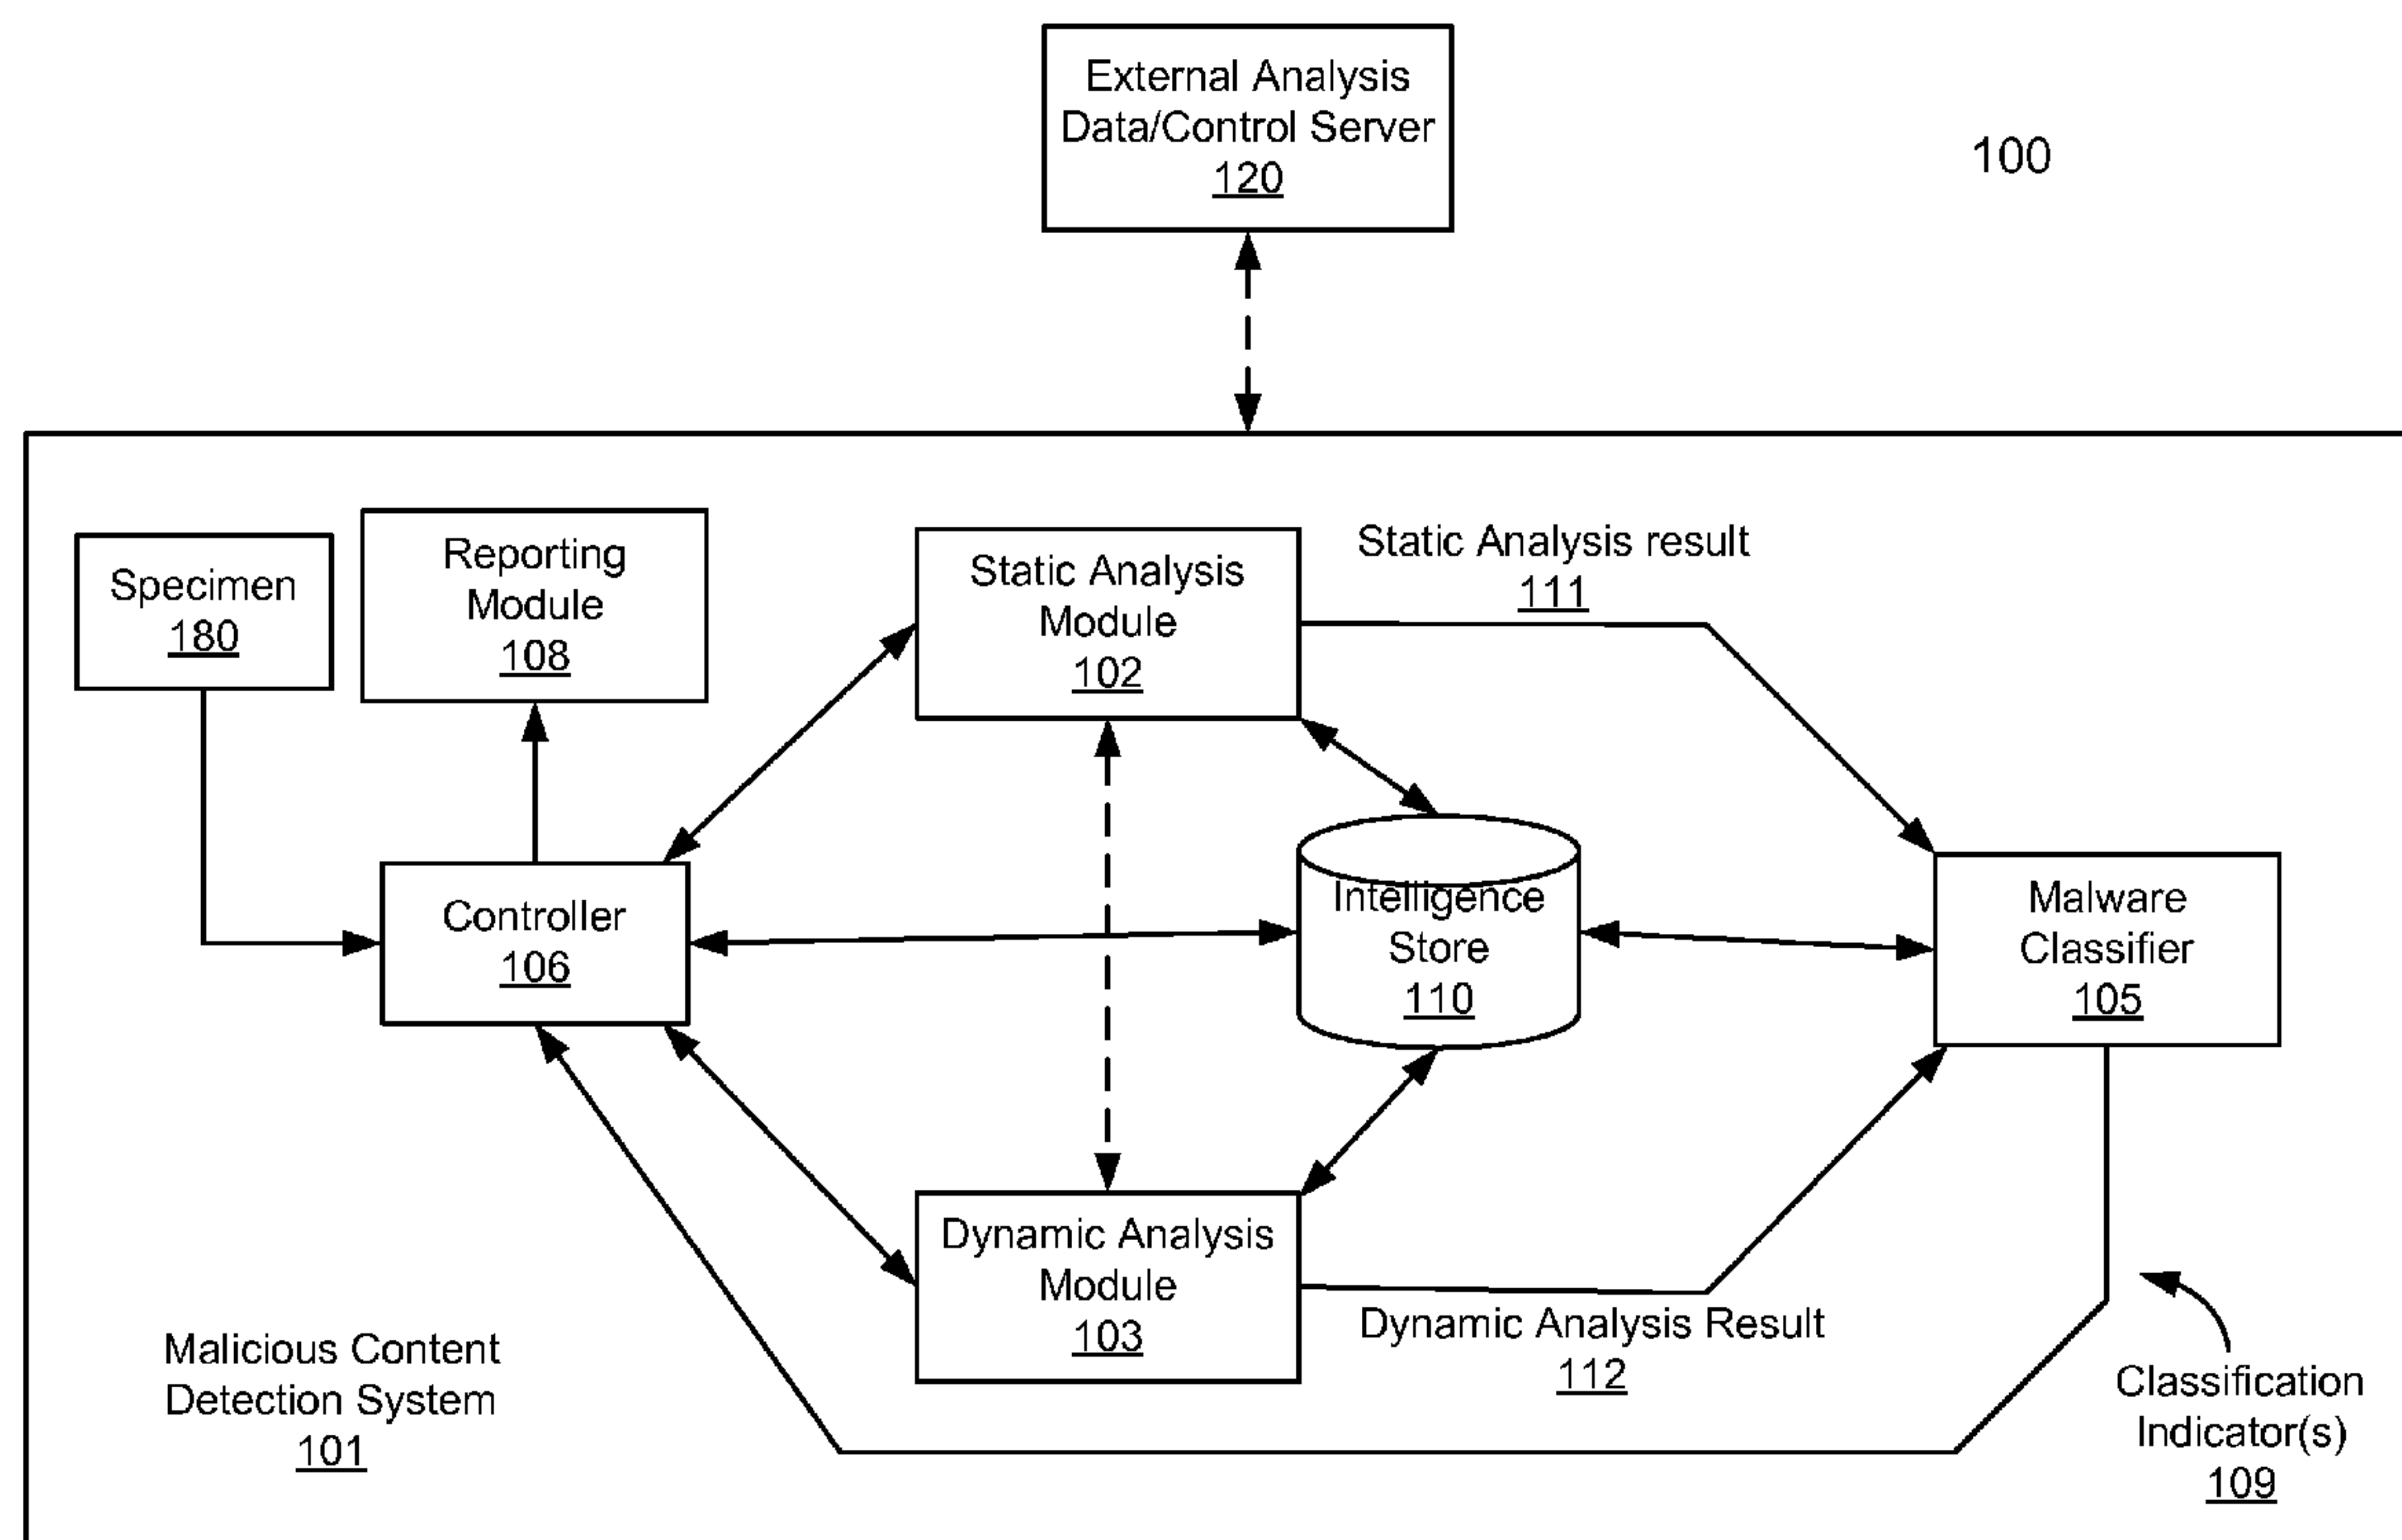 External Analysis
Data/Control Server
120
100
Specimen
180
Reporting
Module
108
Static Analysis
Module
102
Static Analysis result
111
Controller
106
Intelligence
Store
110
Malware
Classifier
105
Dynamic Analysis
Module
103
Dynamic Analysis Result
112
Malicious Content
Detection System
101
Classification
Indicator(s)
109